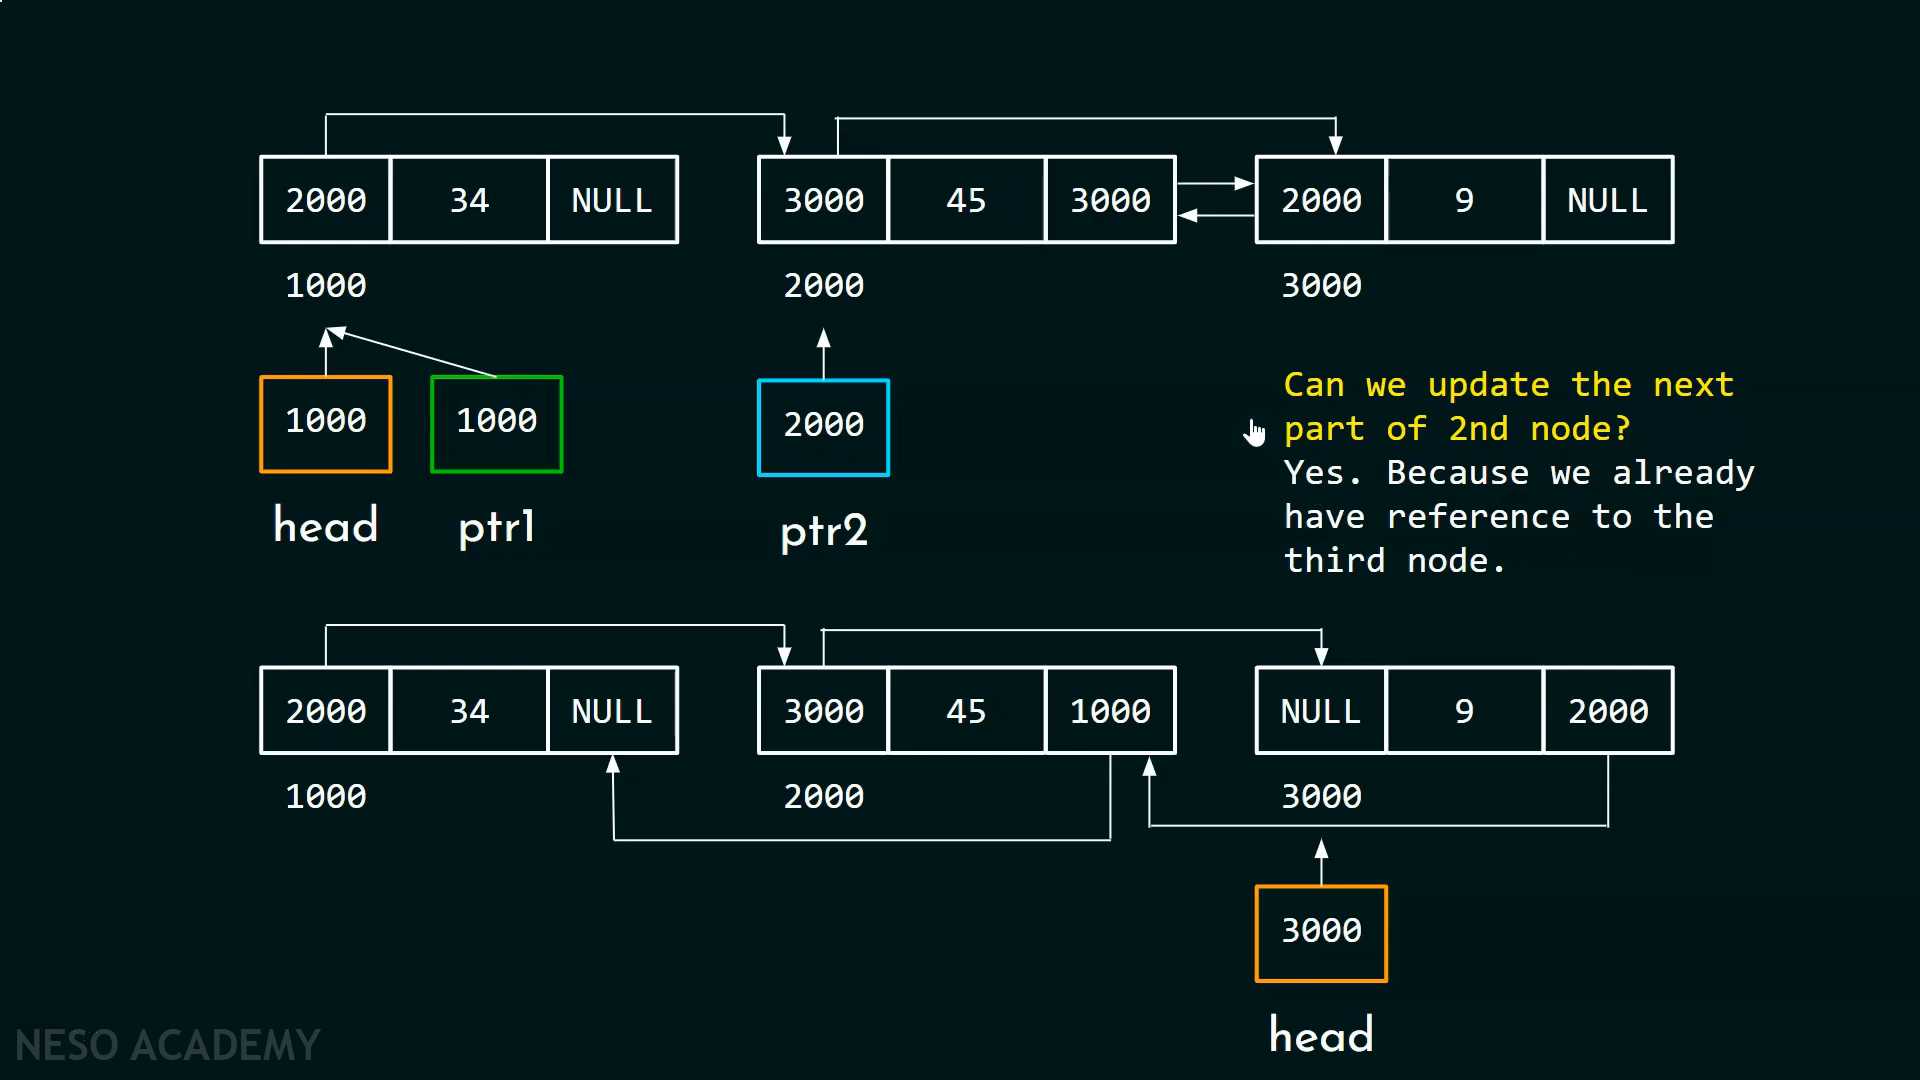 2000 34 NULL 3000 45 3000 2000 9 NULL
1000 2000 3000
1000 1000 2000
head ptr1 ptr2
Can we update the next
part of 2nd node?
Yes. Because we already
have reference to the
third node.
2000 34 NULL 3000 45 1000 NULL 9 2000
1000 2000 3000
3000
head
NESO ACADEMY